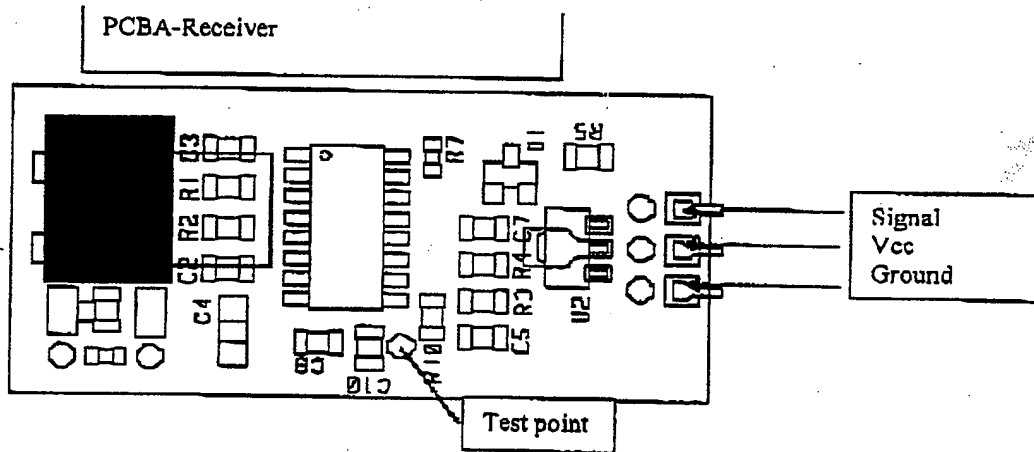 PCBA-Receiver
C3
R1
R2
C2
C4
R7
D1
R5
C7
R4
R3
C5
U2
C8
C10
R10
Signal
Vcc
Ground
Test point